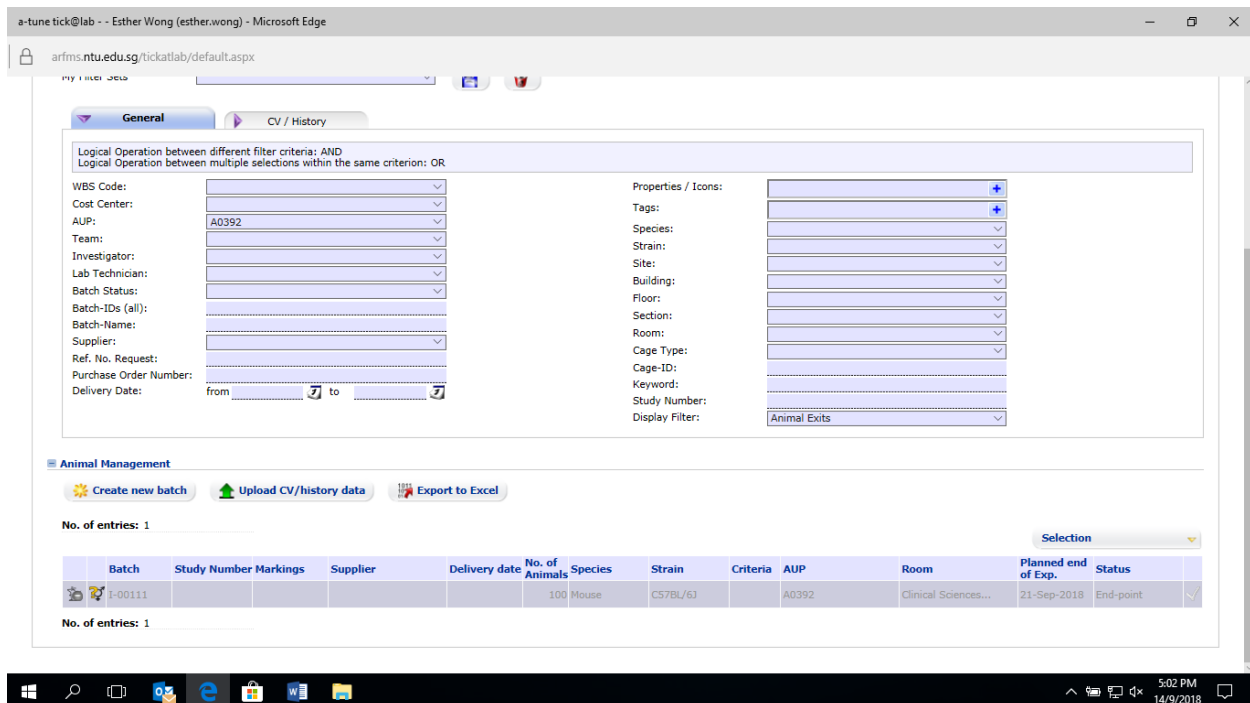 a-tune tick@lab - - Esther Wong (esther.wong) - Microsoft Edge
arfms.ntu.edu.sg/tickatlab/default.aspx
My Filter Sets
General
CV / History
Logical Operation between different filter criteria: AND
Logical Operation between multiple selections within the same criterion: OR
WBS Code:
Cost Center:
AUP: A0392
Team:
Investigator:
Lab Technician:
Batch Status:
Batch-IDs (all):
Batch-Name:
Supplier:
Ref. No. Request:
Purchase Order Number:
Delivery Date: from to
Properties / Icons:
Tags:
Species:
Strain:
Site:
Building:
Floor:
Section:
Room:
Cage Type:
Cage-ID:
Keyword:
Study Number:
Display Filter: Animal Exits
Animal Management
Create new batch Upload CV/history data Export to Excel
No. of entries: 1
Selection
Batch Study Number Markings Supplier Delivery date No. of Animals Species Strain Criteria AUP Room Planned end of Exp. Status
I-00111 100 Mouse C57BL/6J A0392 Clinical Sciences... 21-Sep-2018 End-point
No. of entries: 1
5:02 PM
14/9/2018